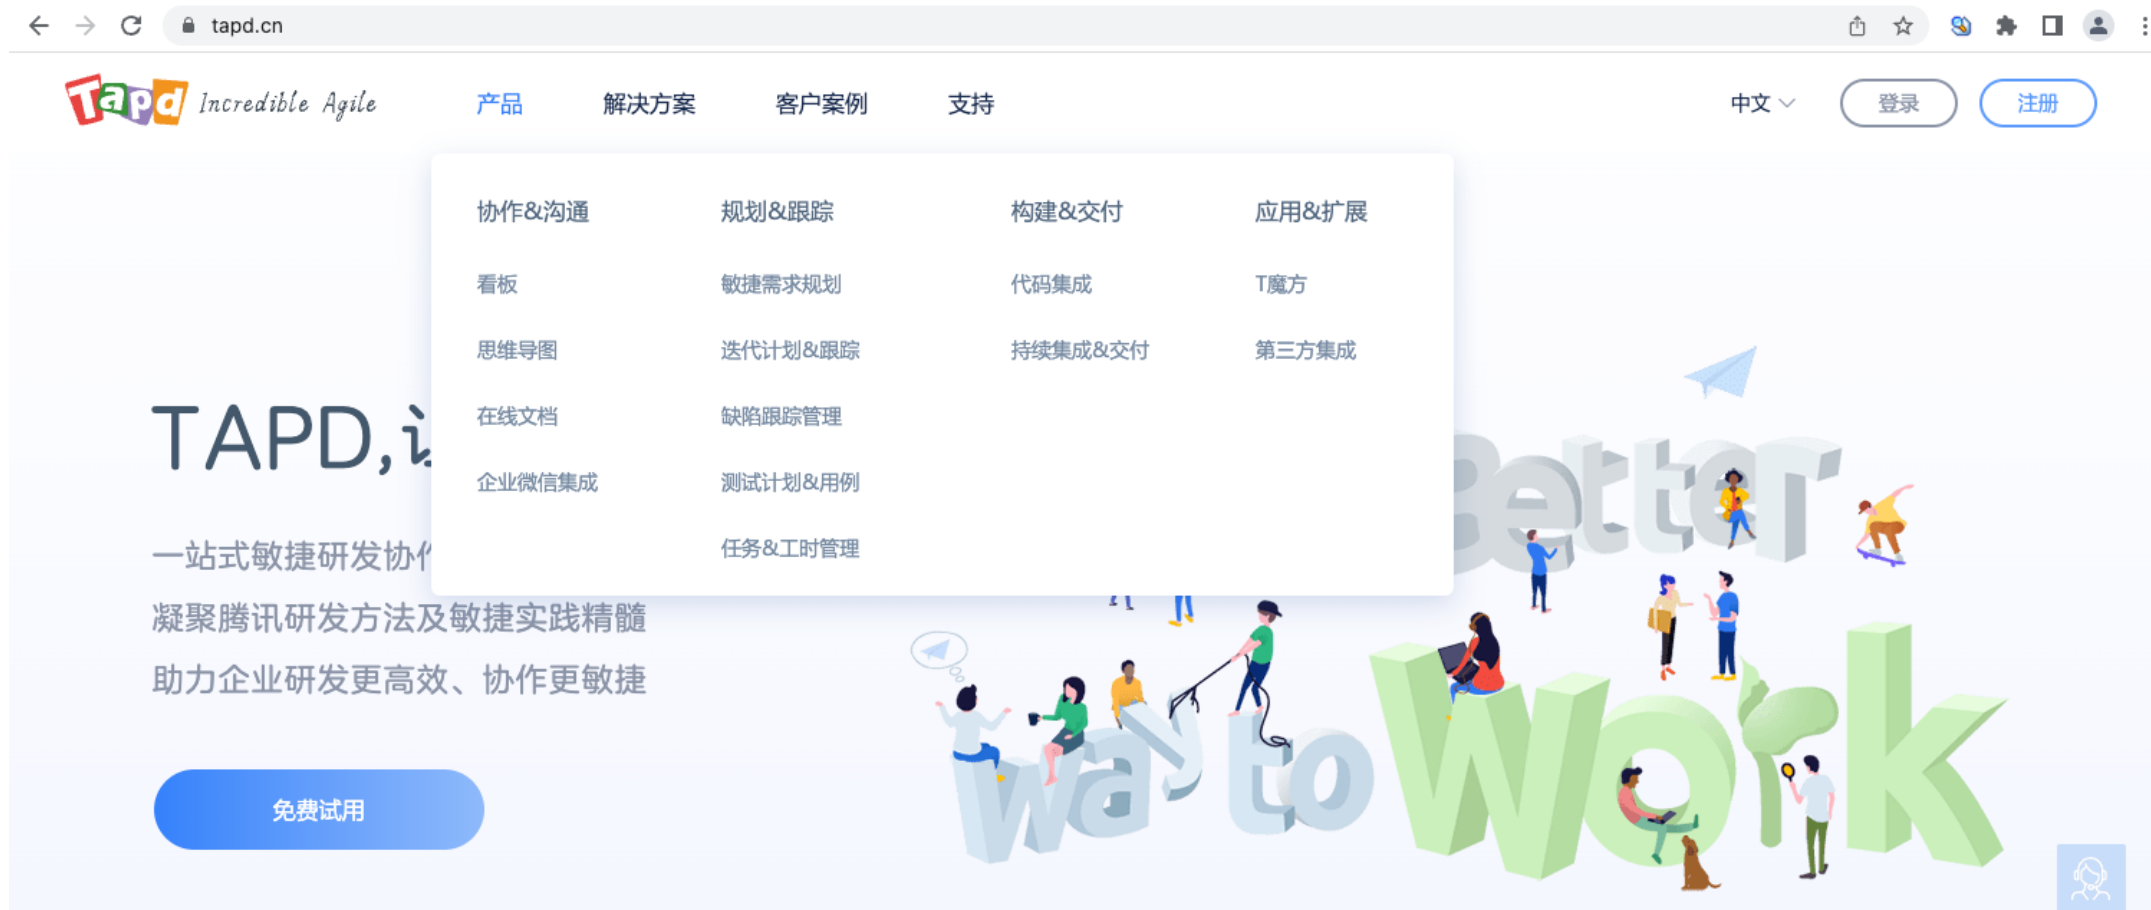 tapd.cn
Tapd Incredible Agile 产品 解决方案 客户案例 支持 中文 登录 注册
协作&沟通 规划&跟踪 构建&交付 应用&扩展
看板 敏捷需求规划 代码集成 T魔方
思维导图 迭代计划&跟踪 持续集成&交付 第三方集成
在线文档 缺陷跟踪管理
企业微信集成 测试计划&用例
任务&工时管理
TAPD,
一站式敏捷研发协作
凝聚腾讯研发方法及敏捷实践精髓
助力企业研发更高效、协作更敏捷
免费试用
Better
way to Work